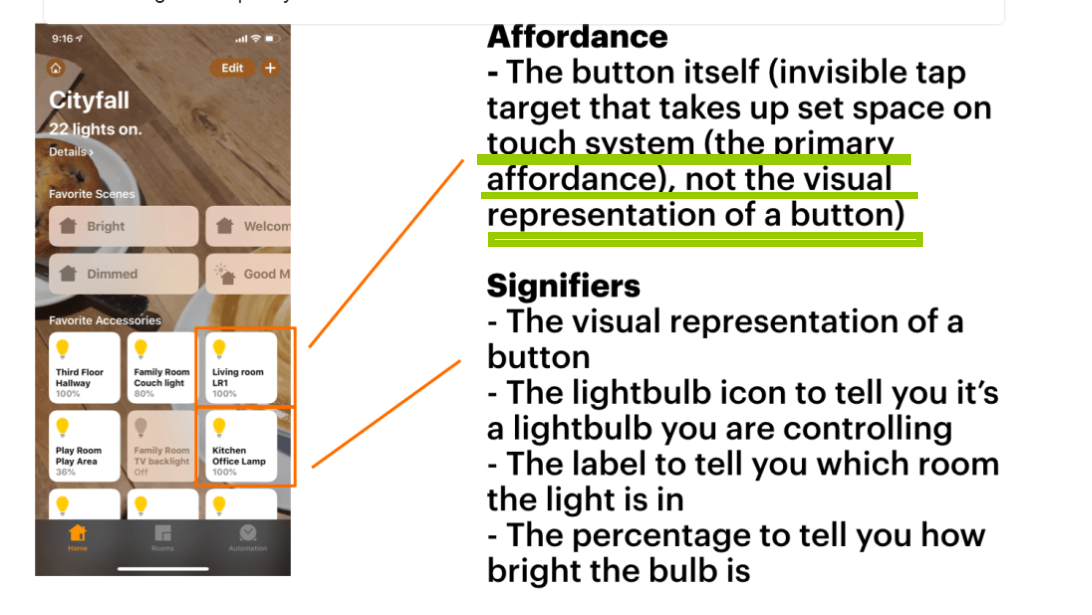 9:16
Edit +
Cityfall
22 lights on.
Details >
Favorite Scenes
Bright
Welcom
Dimmed
Good M
Favorite Accessories
Third Floor
Hallway
100%
Family Room
Couch light
80%
Living room
LR1
100%
Play Room
Play Area
36%
Family Room
TV backlight
Off
Kitchen
Office Lamp
100%
Home
Rooms
Automation
Affordance
- The button itself (invisible tap
target that takes up set space on
touch system (the primary
affordance), not the visual
representation of a button)
Signifiers
- The visual representation of a
button
- The lightbulb icon to tell you it's
a lightbulb you are controlling
- The label to tell you which room
the light is in
- The percentage to tell you how
bright the bulb is